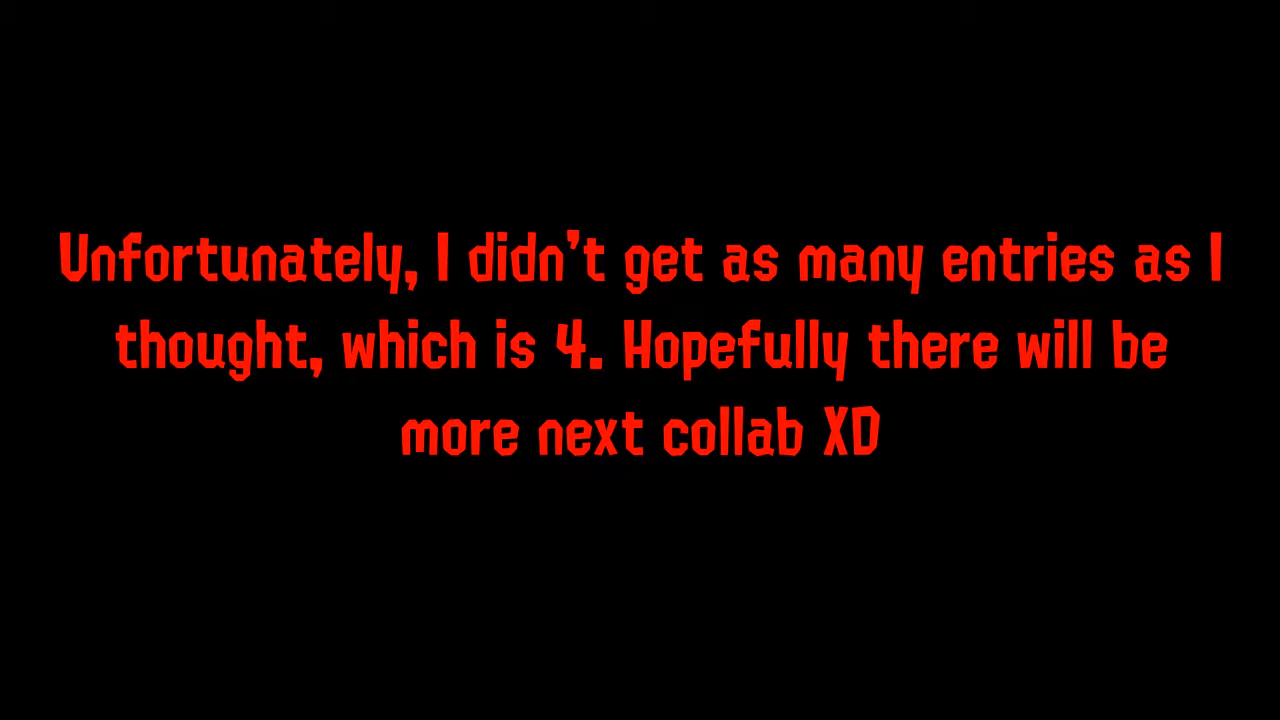 Unfortunately, I didn't get as many entries as I
thought, which is 4. Hopefully there will be
more next collab XD